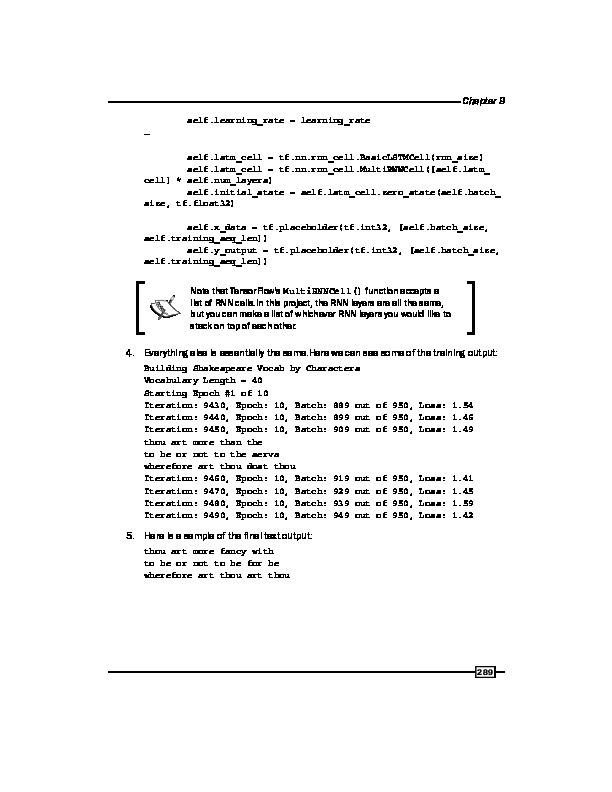 Chapter 9
self.learning_rate = learning_rate
…
self.lstm_cell = tf.nn.rnn_cell.BasicLSTMCell(rnn_size)
self.lstm_cell = tf.nn.rnn_cell.MultiRNNCell([self.lstm_
cell] * self.num_layers)
self.initial_state = self.lstm_cell.zero_state(self.batch_
size, tf.float32)
self.x_data = tf.placeholder(tf.int32, [self.batch_size,
self.training_seq_len])
self.y_output = tf.placeholder(tf.int32, [self.batch_size,
self.training_seq_len])
Note that TensorFlow's MultiRNNCell() function accepts a
list of RNN cells. In this project, the RNN layers are all the same,
but you can make a list of whichever RNN layers you would like to
stack on top of each other.
4. Everything else is essentially the same. Here we can see some of the training output:
Building Shakespeare Vocab by Characters
Vocabulary Length = 40
Starting Epoch #1 of 10
Iteration: 9430, Epoch: 10, Batch: 889 out of 950, Loss: 1.54
Iteration: 9440, Epoch: 10, Batch: 899 out of 950, Loss: 1.46
Iteration: 9450, Epoch: 10, Batch: 909 out of 950, Loss: 1.49
thou art more than the
to be or not to the serva
wherefore art thou dost thou
Iteration: 9460, Epoch: 10, Batch: 919 out of 950, Loss: 1.41
Iteration: 9470, Epoch: 10, Batch: 929 out of 950, Loss: 1.45
Iteration: 9480, Epoch: 10, Batch: 939 out of 950, Loss: 1.59
Iteration: 9490, Epoch: 10, Batch: 949 out of 950, Loss: 1.42
5. Here is a sample of the final text output:
thou art more fancy with
to be or not to be for be
wherefore art thou art thou
289